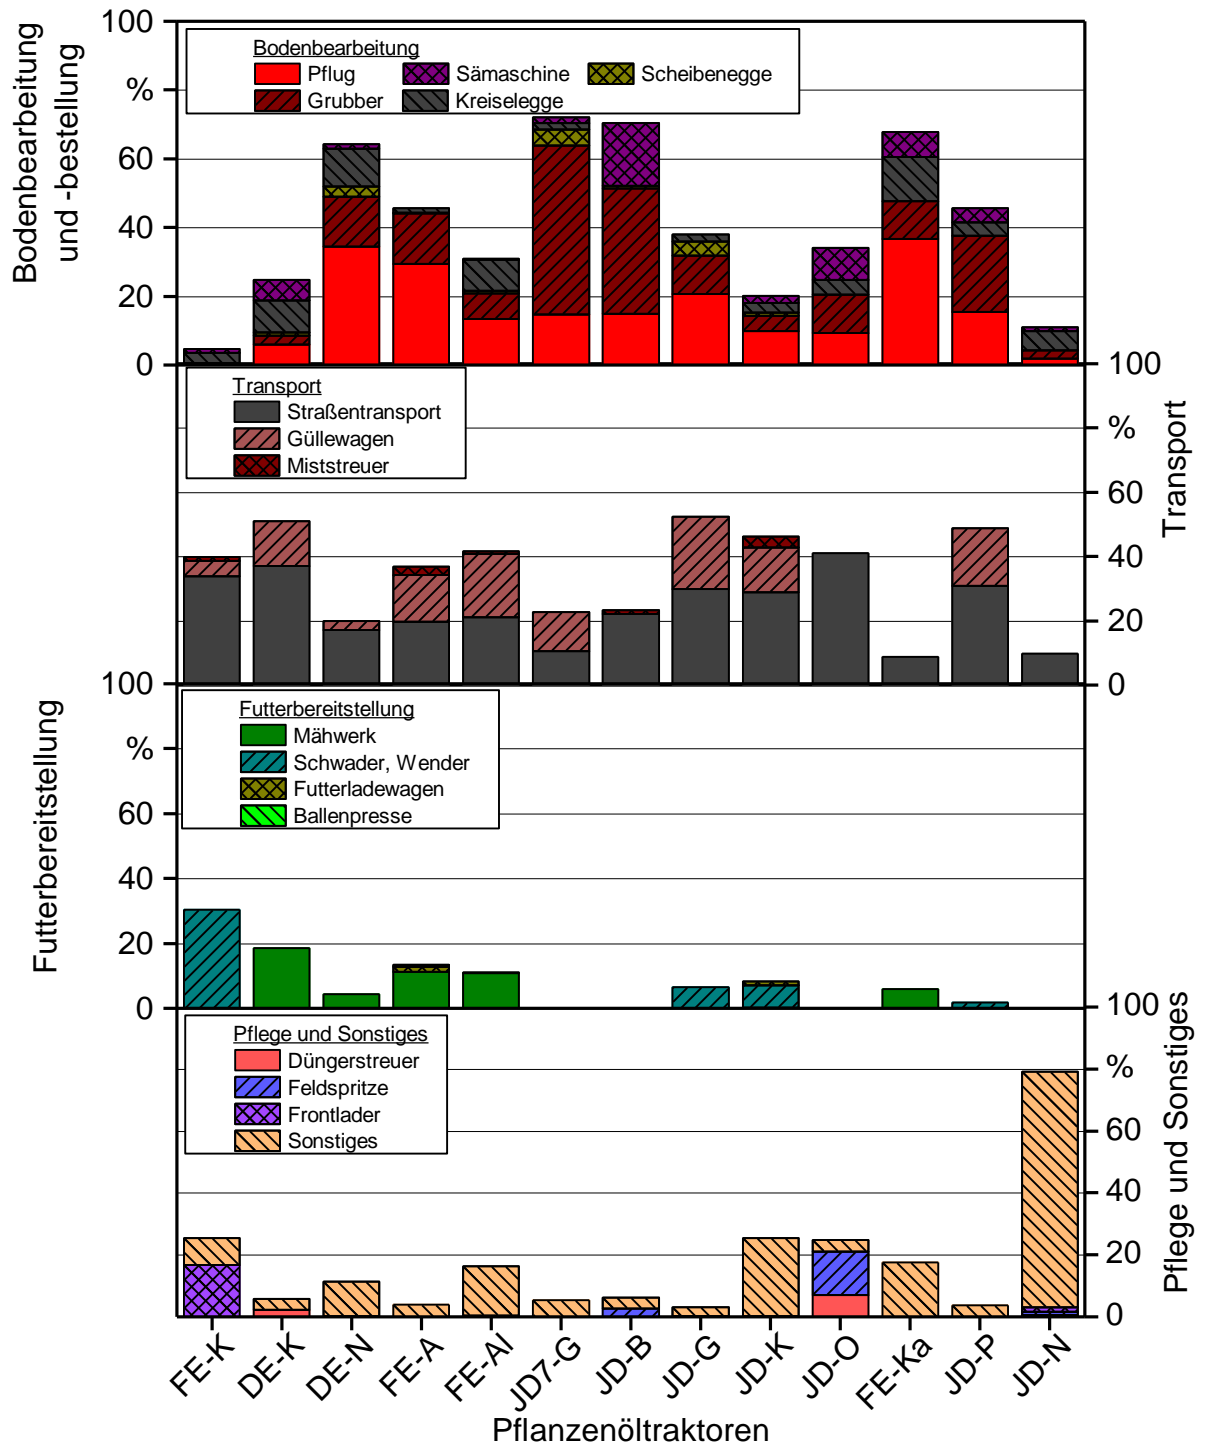 Bodenbearbeitung
und -bestellung
100
%
60
40
20
0
Bodenbearbeitung
Pflug Sämaschine Scheibenegge
Grubber Kreiselegge
Transport
Straßentransport
Güllewagen
Miststreuer
100
%
60
40
20
0
Transport
Futterbereitstellung
100
%
60
40
20
0
Futterbereitstellung
Mähwerk
Schwader, Wender
Futterladewagen
Ballenpresse
Pflege und Sonstiges
Düngerstreuer
Feldspritze
Frontlader
Sonstiges
100
%
60
40
20
0
Pflege und Sonstiges
FE-K DE-K DE-N FE-A FE-Al JD7-G JD-B JD-G JD-K JD-O FE-Ka JD-P JD-N
Pflanzenöltraktoren